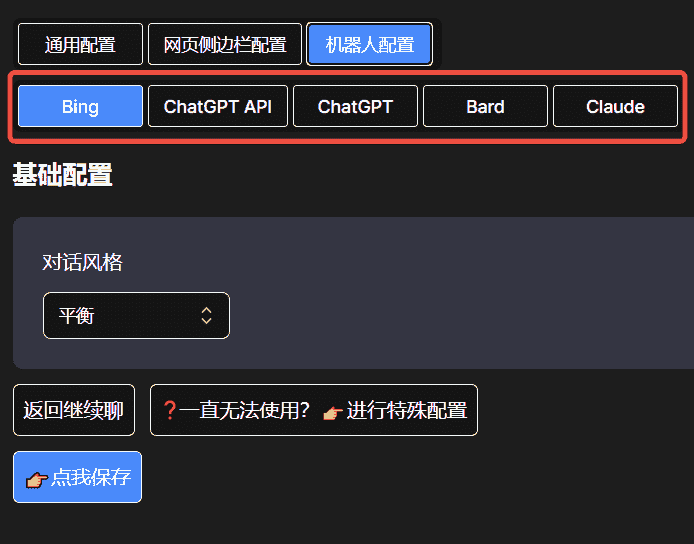 通用配置 网页侧边栏配置 机器人配置
Bing ChatGPT API ChatGPT Bard Claude
基础配置
对话风格
平衡
返回继续聊 ❓一直无法使用? 👉🏼 进行特殊配置
👉🏼点我保存